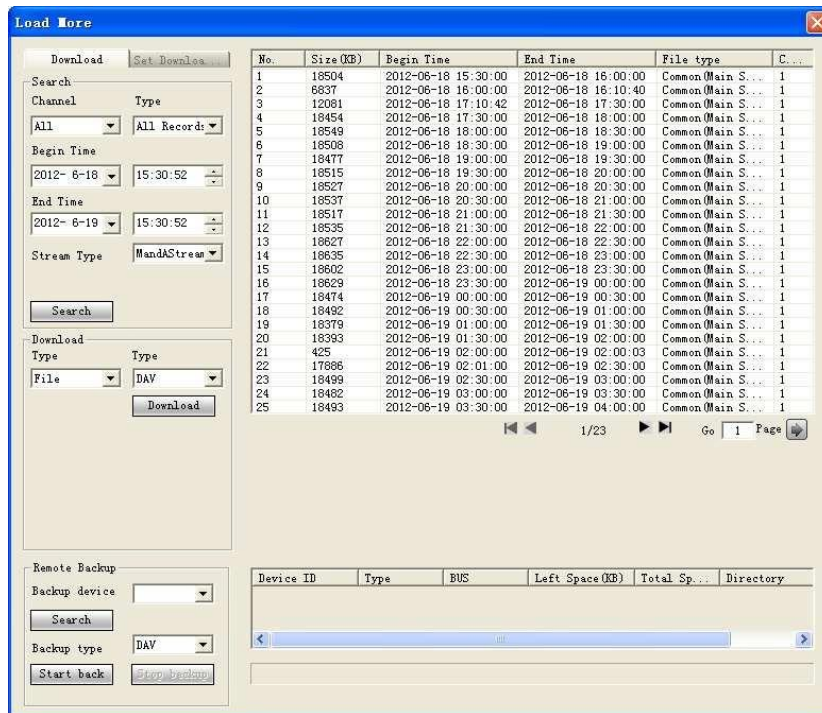 Load More
Download Set Downloa...
Search
Channel Type
All All Records
Begin Time
2012- 6-18 15:30:52
End Time
2012- 6-19 15:30:52
Stream Type MandAStream
Search
Download
Type Type
File DAV
Download
Remote Backup
Backup device
Search
Backup type DAV
Start back Stop backup
No. Size(KB) Begin Time End Time File type C...
1 18504 2012-06-18 15:30:00 2012-06-18 16:00:00 Common(Main S... 1
2 6837 2012-06-18 16:00:00 2012-06-18 16:10:40 Common(Main S... 1
3 12081 2012-06-18 17:10:42 2012-06-18 17:30:00 Common(Main S... 1
4 18454 2012-06-18 17:30:00 2012-06-18 18:00:00 Common(Main S... 1
5 18549 2012-06-18 18:00:00 2012-06-18 18:30:00 Common(Main S... 1
6 18508 2012-06-18 18:30:00 2012-06-18 19:00:00 Common(Main S... 1
7 18477 2012-06-18 19:00:00 2012-06-18 19:30:00 Common(Main S... 1
8 18515 2012-06-18 19:30:00 2012-06-18 20:00:00 Common(Main S... 1
9 18527 2012-06-18 20:00:00 2012-06-18 20:30:00 Common(Main S... 1
10 18537 2012-06-18 20:30:00 2012-06-18 21:00:00 Common(Main S... 1
11 18517 2012-06-18 21:00:00 2012-06-18 21:30:00 Common(Main S... 1
12 18535 2012-06-18 21:30:00 2012-06-18 22:00:00 Common(Main S... 1
13 18627 2012-06-18 22:00:00 2012-06-18 22:30:00 Common(Main S... 1
14 18635 2012-06-18 22:30:00 2012-06-18 23:00:00 Common(Main S... 1
15 18602 2012-06-18 23:00:00 2012-06-18 23:30:00 Common(Main S... 1
16 18629 2012-06-18 23:30:00 2012-06-19 00:00:00 Common(Main S... 1
17 18474 2012-06-19 00:00:00 2012-06-19 00:30:00 Common(Main S... 1
18 18492 2012-06-19 00:30:00 2012-06-19 01:00:00 Common(Main S... 1
19 18379 2012-06-19 01:00:00 2012-06-19 01:30:00 Common(Main S... 1
20 18393 2012-06-19 01:30:00 2012-06-19 02:00:00 Common(Main S... 1
21 425 2012-06-19 02:00:00 2012-06-19 02:00:03 Common(Main S... 1
22 17886 2012-06-19 02:01:00 2012-06-19 02:30:00 Common(Main S... 1
23 18499 2012-06-19 02:30:00 2012-06-19 03:00:00 Common(Main S... 1
24 18482 2012-06-19 03:00:00 2012-06-19 03:30:00 Common(Main S... 1
25 18493 2012-06-19 03:30:00 2012-06-19 04:00:00 Common(Main S... 1
1/23 Go 1 Page
Device ID Type BUS Left Space(KB) Total Sp... Directory